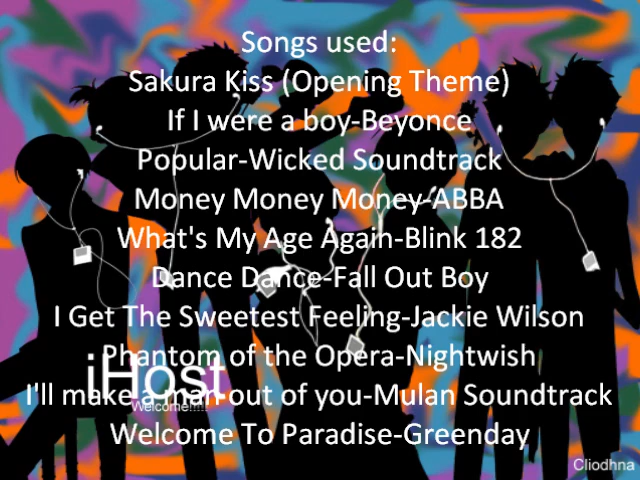 Songs used:
Sakura Kiss (Opening Theme)
If I were a boy-Beyonce
Popular-Wicked Soundtrack
Money Money Money-ABBA
What's My Age Again-Blink 182
Dance Dance-Fall Out Boy
I Get The Sweetest Feeling-Jackie Wilson
Phantom of the Opera-Nightwish
iHost
I'll make a man out of you-Mulan Soundtrack
Welcome!!!!!
Welcome To Paradise-Greenday
Cliodhna